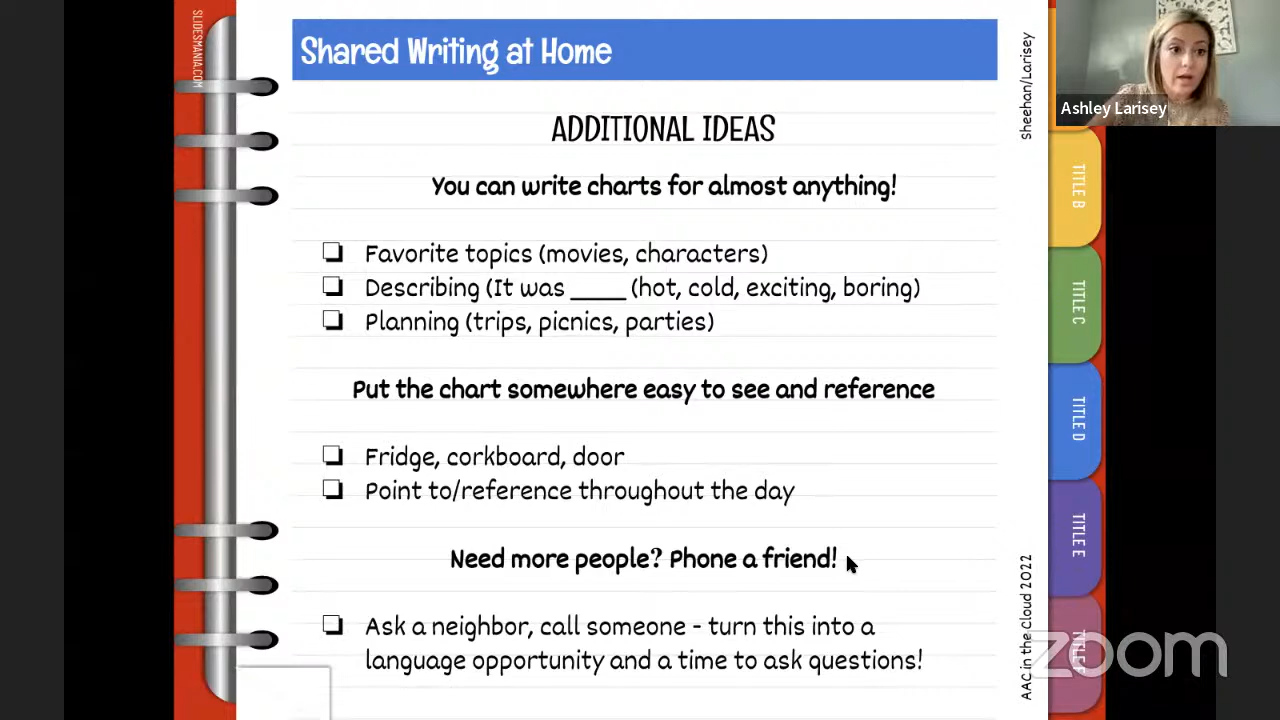 SLIDESMANIA.COM
Shared Writing at Home
Sheehan/Larisey
Ashley Larisey
ADDITIONAL IDEAS
You can write charts for almost anything!
❏ Favorite topics (movies, characters)
❏ Describing (It was _____ (hot, cold, exciting, boring)
❏ Planning (trips, picnics, parties)
Put the chart somewhere easy to see and reference
❏ Fridge, corkboard, door
❏ Point to/reference throughout the day
Need more people? Phone a friend!
❏ Ask a neighbor, call someone - turn this into a
language opportunity and a time to ask questions!
TITLE B
TITLE C
TITLE D
TITLE E
AAC in the Cloud 2022
zoom